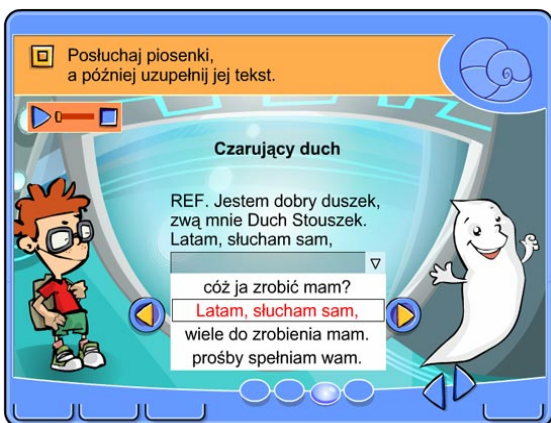 Posłuchaj piosenki,
a później uzupełnij jej tekst.
Czarujący duch
REF. Jestem dobry duszek,
zwą mnie Duch Stouszek.
Latam, słucham sam,
cóż ja zrobić mam?
Latam, słucham sam,
wiele do zrobienia mam.
prośby spełniam wam.